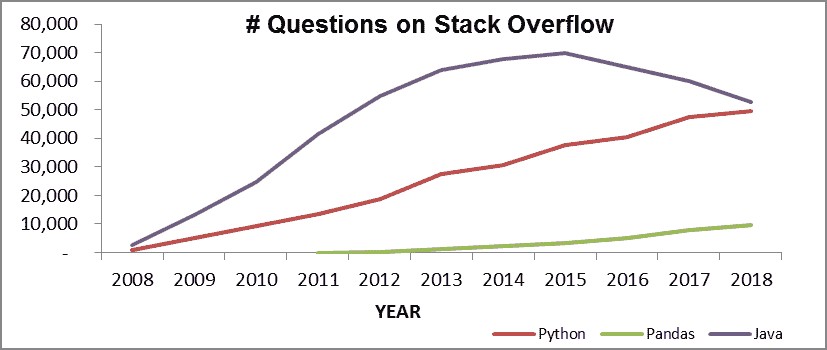 # Questions on Stack Overflow
80,000
70,000
60,000
50,000
40,000
30,000
20,000
10,000
-
2008 2009 2010 2011 2012 2013 2014 2015 2016 2017 2018
YEAR
Python Pandas Java